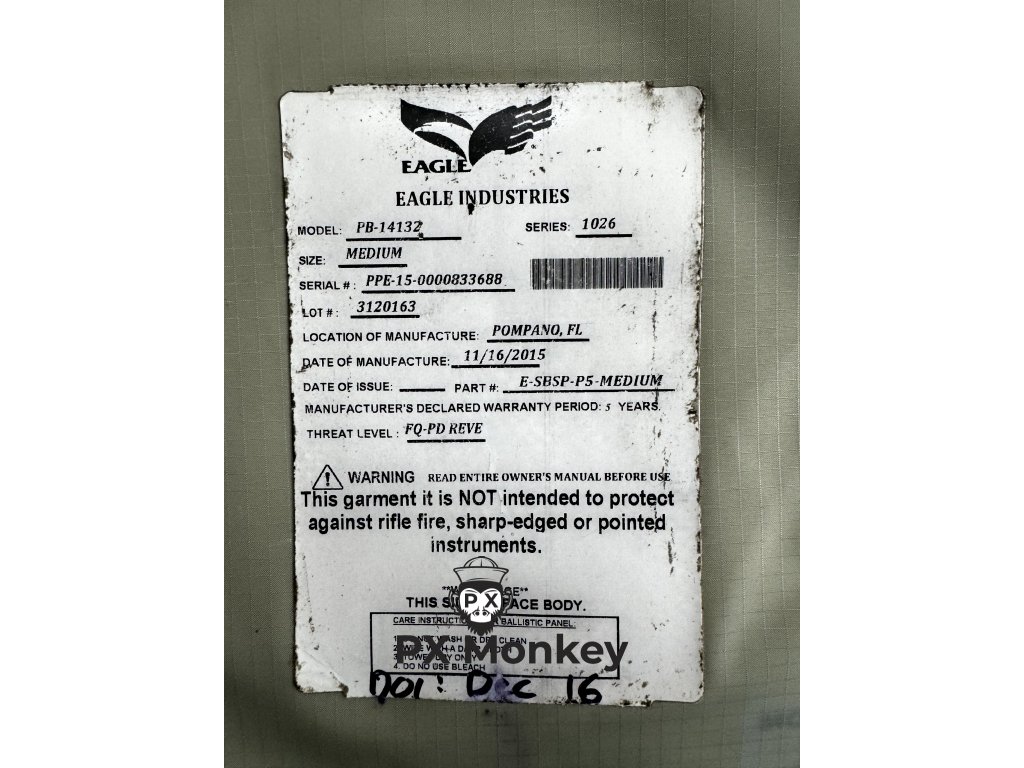 EAGLE
EAGLE INDUSTRIES
MODEL: PB-14132 SERIES: 1026
SIZE: MEDIUM
SERIAL # : PPE-15-0000833688
LOT # : 3120163
LOCATION OF MANUFACTURE: POMPANO, FL
DATE OF MANUFACTURE: 11/16/2015
DATE OF ISSUE: PART #: E-SBSP-P5-MEDIUM
MANUFACTURER'S DECLARED WARRANTY PERIOD: 5 YEARS.
THREAT LEVEL : FQ-PD REVE
WARNING READ ENTIRE OWNER'S MANUAL BEFORE USE
This garment it is NOT intended to protect
against rifle fire, sharp-edged or pointed
instruments.
PX
THIS BODY.
CARE BALLISTIC PANEL:
PX Monkey
4. DO NOT USE BLEACH
DOI: Dec 16